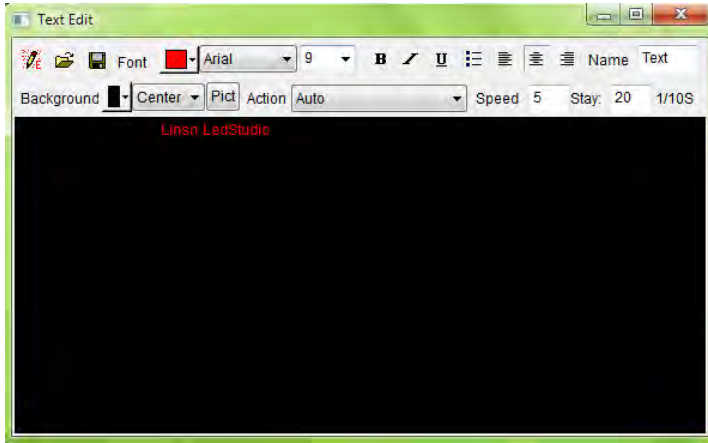 Text Edit
Font Arial 9 B I U Name Text
Background Center Pict Action Auto Speed 5 Stay: 20 1/10S
Linsn LedStudio